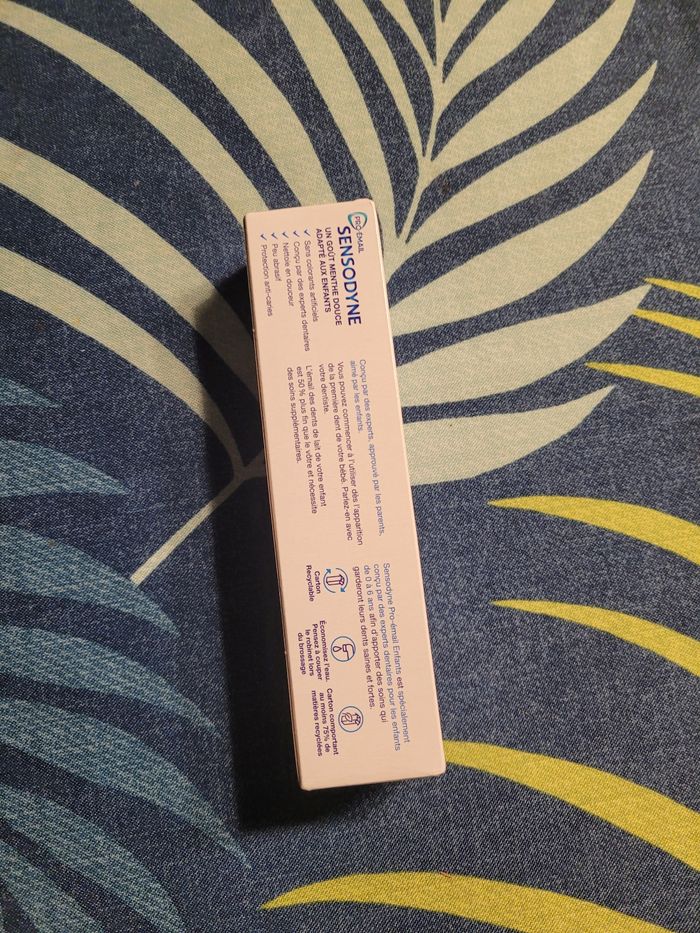 PRO-EMAIL
SENSODYNE
UN GOÛT MENTHE DOUCE
ADAPTÉ AUX ENFANTS
✓ Sans colorants artificiels
✓ Conçu par des experts dentaires
✓ Nettoie en douceur
✓ Peu abrasif
✓ Protection anti-caries
Conçu par des experts, approuvé par les parents,
aimé par les enfants.
Vous pouvez commencer à l'utiliser dès l'apparition
de la première dent de votre bébé. Parlez-en avec
votre dentiste.
L'émail des dents de lait de votre enfant
est 50 % plus fin que le vôtre et nécessite
des soins supplémentaires.
Sensodyne Pro-émail Enfants est spécialement
conçu par des experts dentaires pour les enfants
de 0 à 6 ans afin d'apporter des soins qui
garderont leurs dents saines et fortes.
Carton
Recyclable
Économisez l'eau.
Pensez à couper
le robinet lors
du brossage
Carton comportant
au moins 75% de
matières recyclées